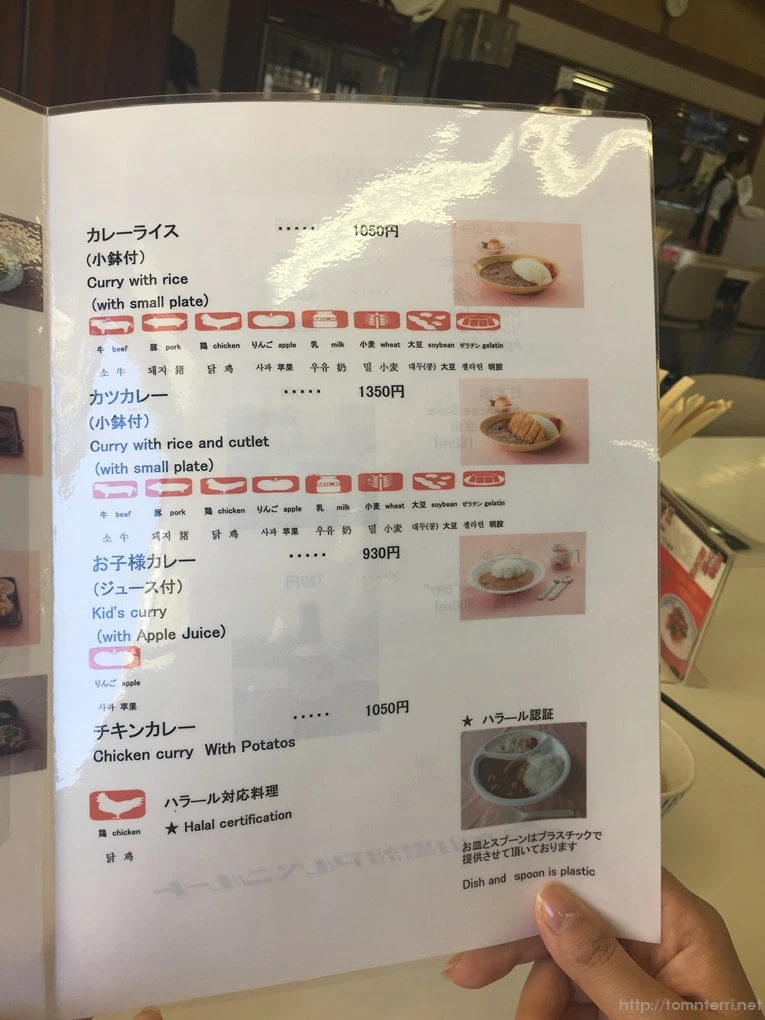 カレーライス ····· 1050円
(小鉢付)
Curry with rice
(with small plate)
MILK
牛 beef 豚 pork 鶏 chicken りんご apple 乳 milk 小麦 wheat 大豆 soybean ゼラチン gelatin
소 牛 돼지 猪 닭 鸡 사과 苹果 우유 奶 밀 小麦 대두(콩) 大豆 젤라틴 明胶
カツカレー ····· 1350円
(小鉢付)
Curry with rice and cutlet
(with small plate)
MILK
牛 beef 豚 pork 鶏 chicken りんご apple 乳 milk 小麦 wheat 大豆 soybean ゼラチン gelatin
소 牛 돼지 猪 닭 鸡 사과 苹果 우유 奶 밀 小麦 대두(콩) 大豆 젤라틴 明胶
お子様カレー ····· 930円
(ジュース付)
Kid's curry
(with Apple Juice)
りんご apple
사과 苹果
チキンカレー ····· 1050円
Chicken curry With Potatos
鶏 chicken
닭 鸡
ハラール対応料理
★ Halal certification
★ ハラール認証
お皿とスプーンはプラスチックで
提供させて頂いております
Dish and spoon is plastic
http://tomnterri.net